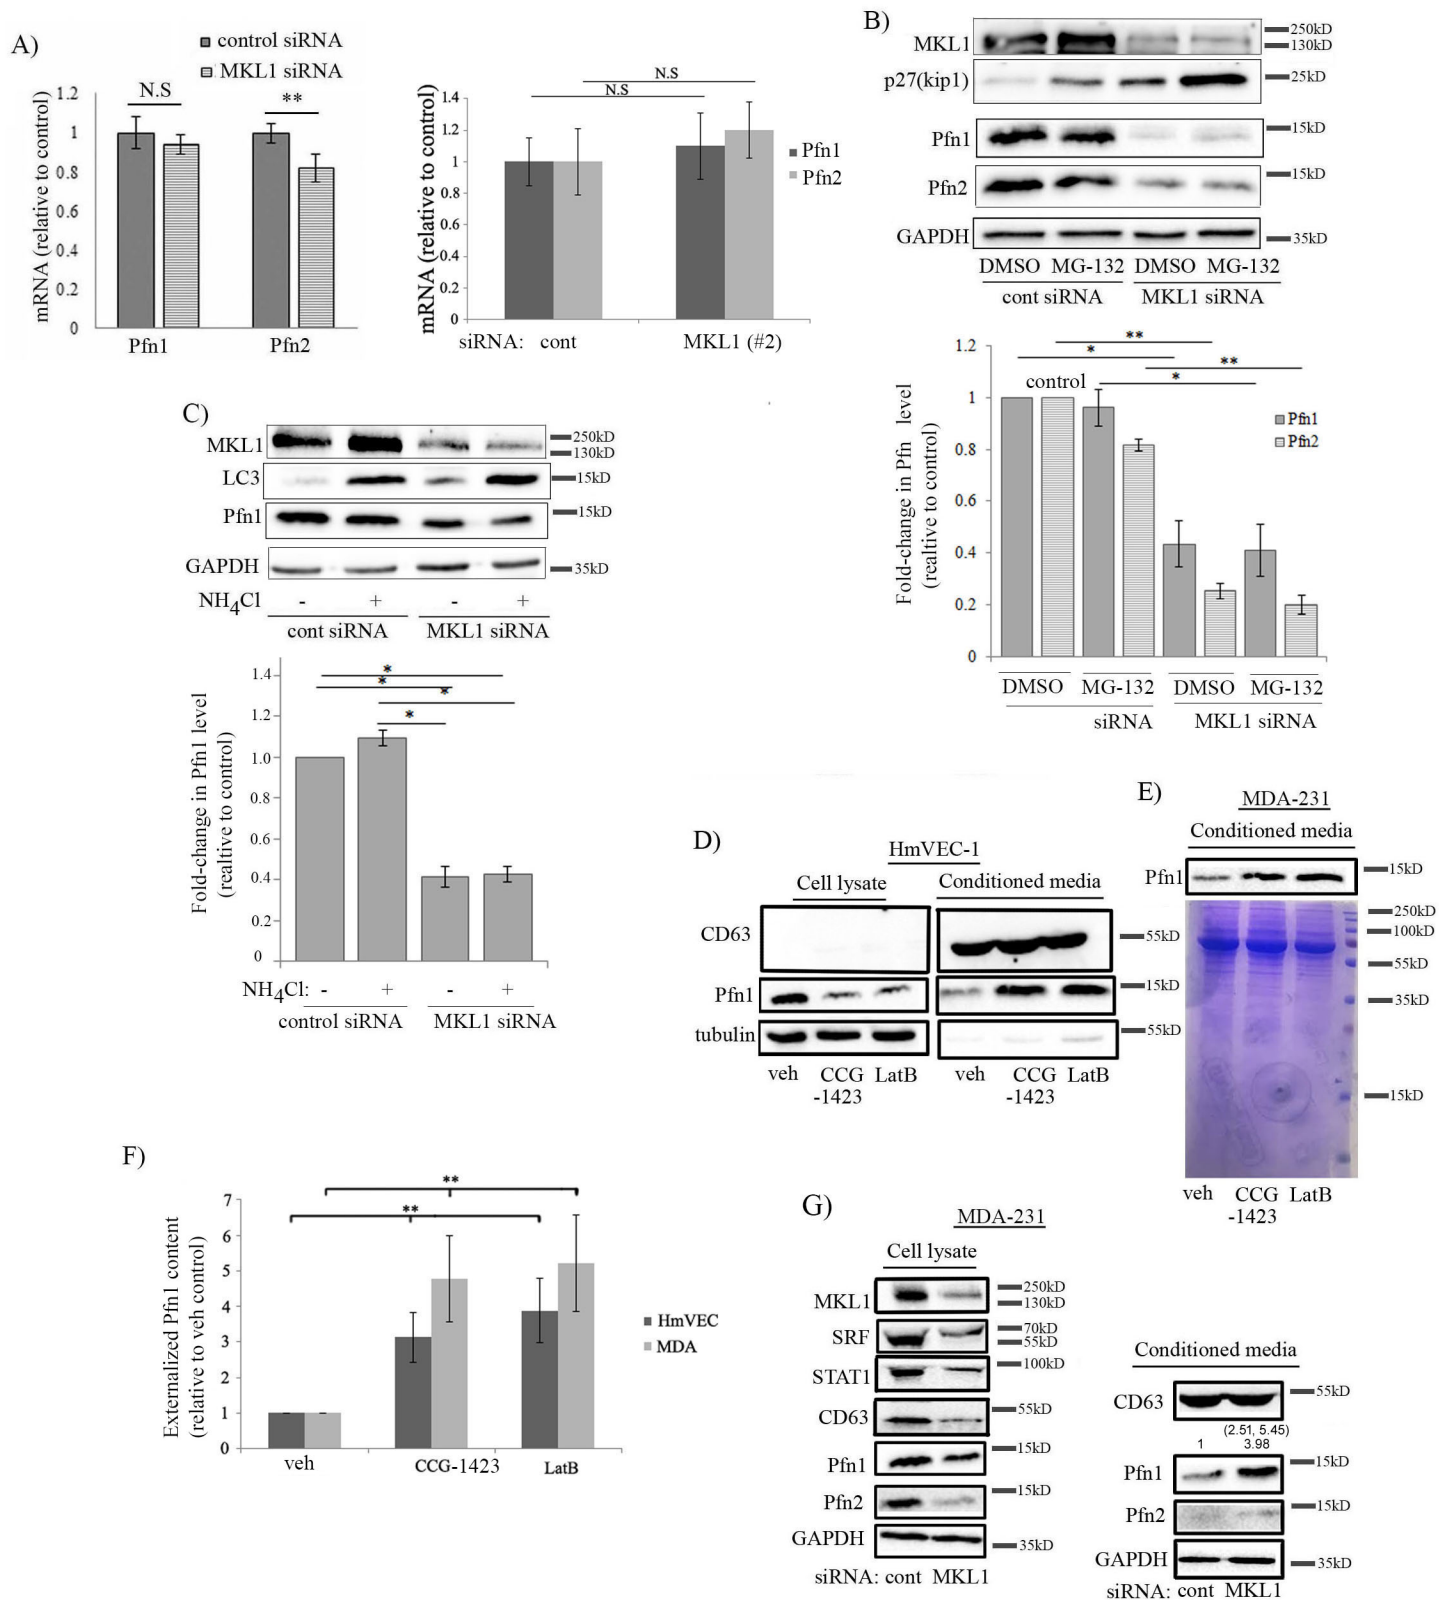 A)
control siRNA
MKL1 siRNA
N.S
**
mRNA (relative to control)
1.2
1
0.8
0.6
0.4
0.2
0
Pfn1
Pfn2
N.S
N.S
mRNA (relative to control)
1.4
1.2
1
0.8
0.6
0.4
0.2
0
Pfn1
Pfn2
siRNA: cont
MKL1 (#2)
B)
MKL1
250kD
130kD
p27(kip1)
25kD
Pfn1
15kD
Pfn2
15kD
GAPDH
35kD
DMSO MG-132 DMSO MG-132
cont siRNA MKL1 siRNA
**
*
**
*
control
Fold-change in Pfn level
(realtive to control)
1.2
1
0.8
0.6
0.4
0.2
0
Pfn1
Pfn2
DMSO MG-132 DMSO MG-132
siRNA MKL1 siRNA
C)
MKL1
250kD
130kD
LC3
15kD
Pfn1
15kD
GAPDH
35kD
NH4Cl - + - +
cont siRNA MKL1 siRNA
*
*
*
*
Fold-change in Pfn1 level
(realtive to control)
1.4
1.2
1.0
0.8
0.6
0.4
0.2
0
NH4Cl: - + - +
control siRNA MKL1 siRNA
D)
HmVEC-1
Cell lysate Conditioned media
CD63
55kD
Pfn1
15kD
tubulin
55kD
veh CCG LatB veh CCG LatB
-1423 -1423
E)
MDA-231
Conditioned media
Pfn1
15kD
250kD
100kD
55kD
35kD
15kD
veh CCG LatB
-1423
F)
**
**
Externalized Pfn1 content
(relative to veh control)
7
6
5
4
3
2
1
0
HmVEC
MDA
veh CCG-1423 LatB
G)
MDA-231
Cell lysate
MKL1
250kD
130kD
SRF
70kD
55kD
STAT1
100kD
CD63
55kD
Pfn1
15kD
Pfn2
15kD
GAPDH
35kD
siRNA: cont MKL1
Conditioned media
CD63
55kD
(2.51, 5.45)
1 3.98
Pfn1
15kD
Pfn2
15kD
GAPDH
35kD
siRNA: cont MKL1